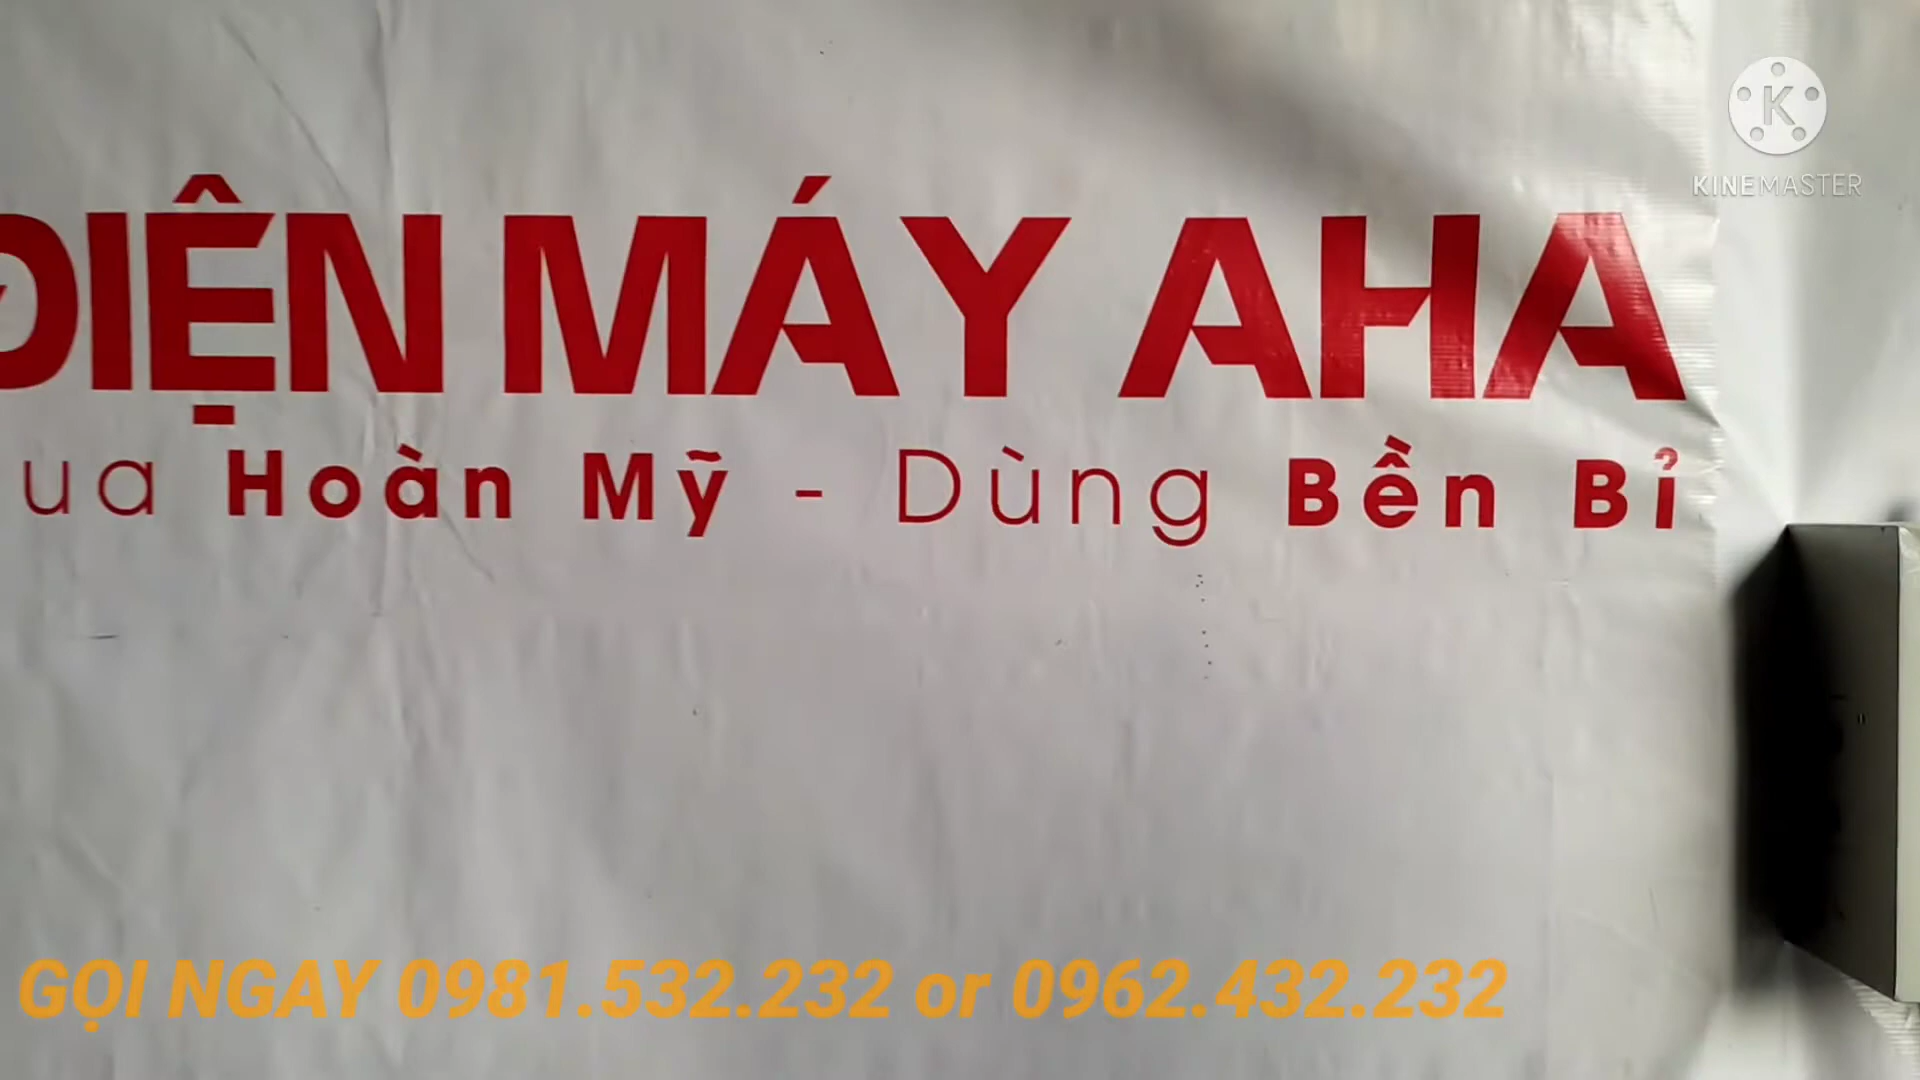 KINEMASTER
ĐIỆN MÁY AHA
ua Hoàn Mỹ - Dùng Bền Bỉ
GỌI NGAY 0981.532.232 or 0962.432.232